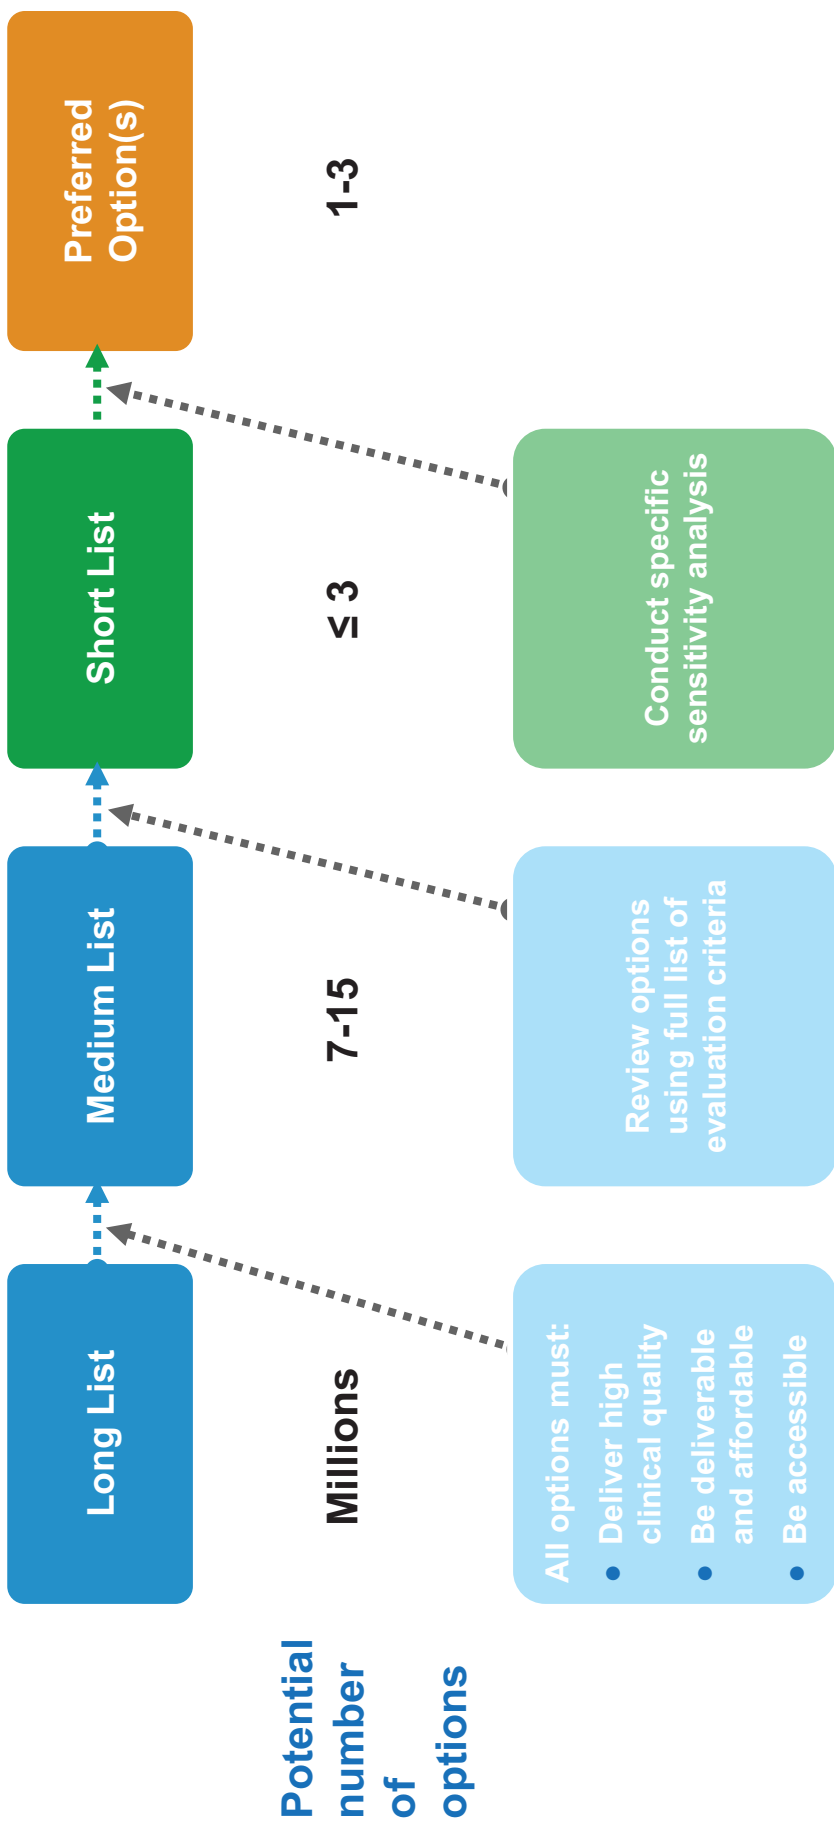 Long List
Medium List
Short List
Preferred
Option(s)
Potential
number
of
options
Millions
7-15
≤ 3
1-3
All options must:
• Deliver high
clinical quality
• Be deliverable
and affordable
• Be accessible
Review options
using full list of
evaluation criteria
Conduct specific
sensitivity analysis